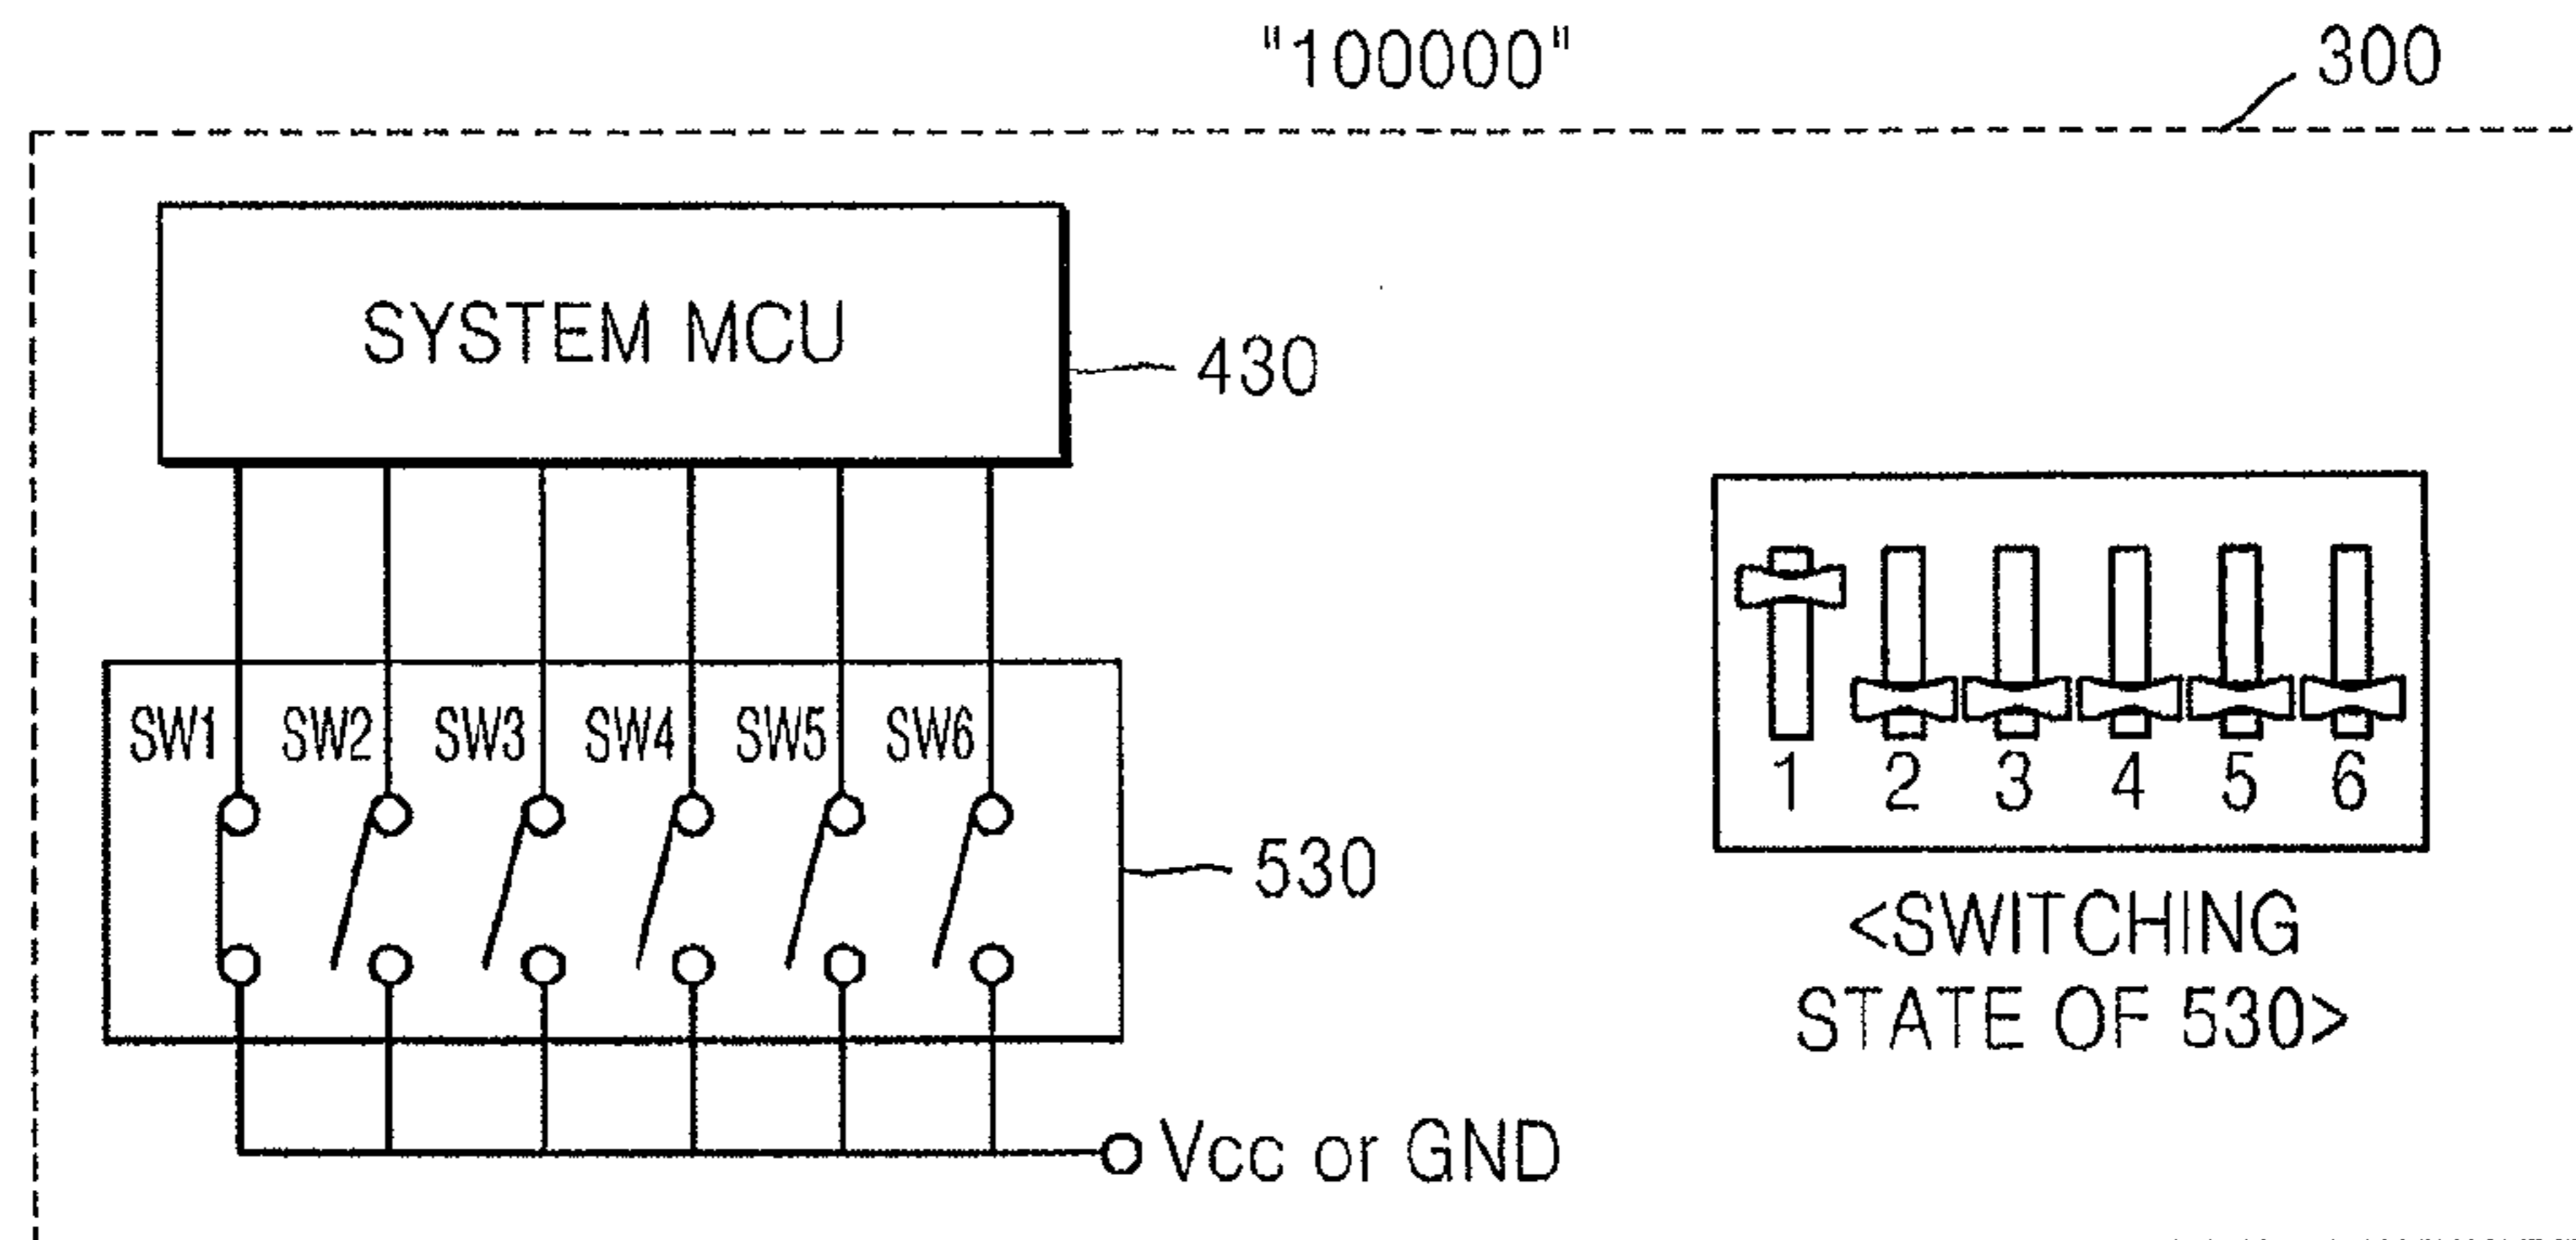 "100000"
300
SYSTEM MCU
430
SW1 SW2 SW3 SW4 SW5 SW6
530
1 2 3 4 5 6
<SWITCHING
STATE OF 530>
Vcc or GND